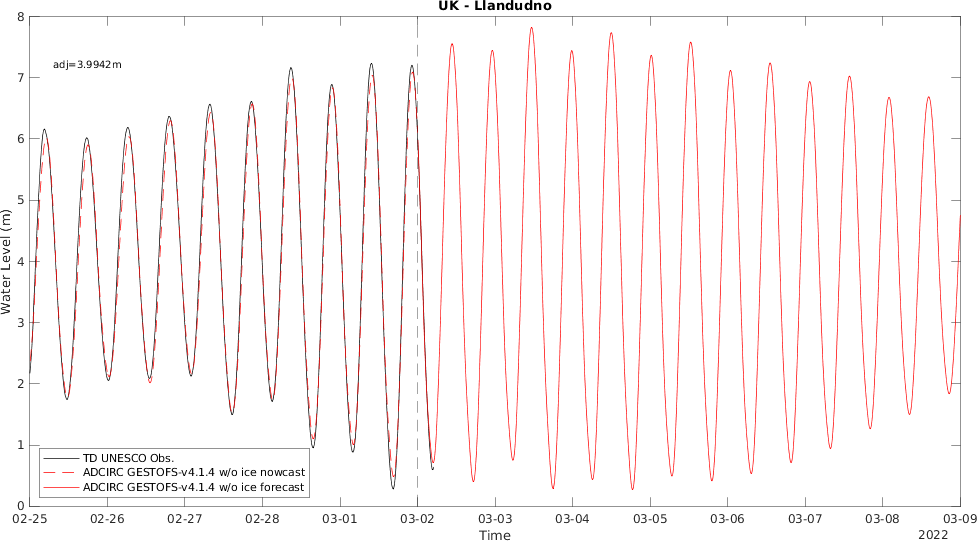 UK - Llandudno
adj=3.9942m
8
7
6
5
4
3
2
1
0
Water Level (m)
TD UNESCO Obs.
ADCIRC GESTOFS-v4.1.4 w/o ice nowcast
ADCIRC GESTOFS-v4.1.4 w/o ice forecast
02-25 02-26 02-27 02-28 03-01 03-02 03-03 03-04 03-05 03-06 03-07 03-08 03-09
Time
2022